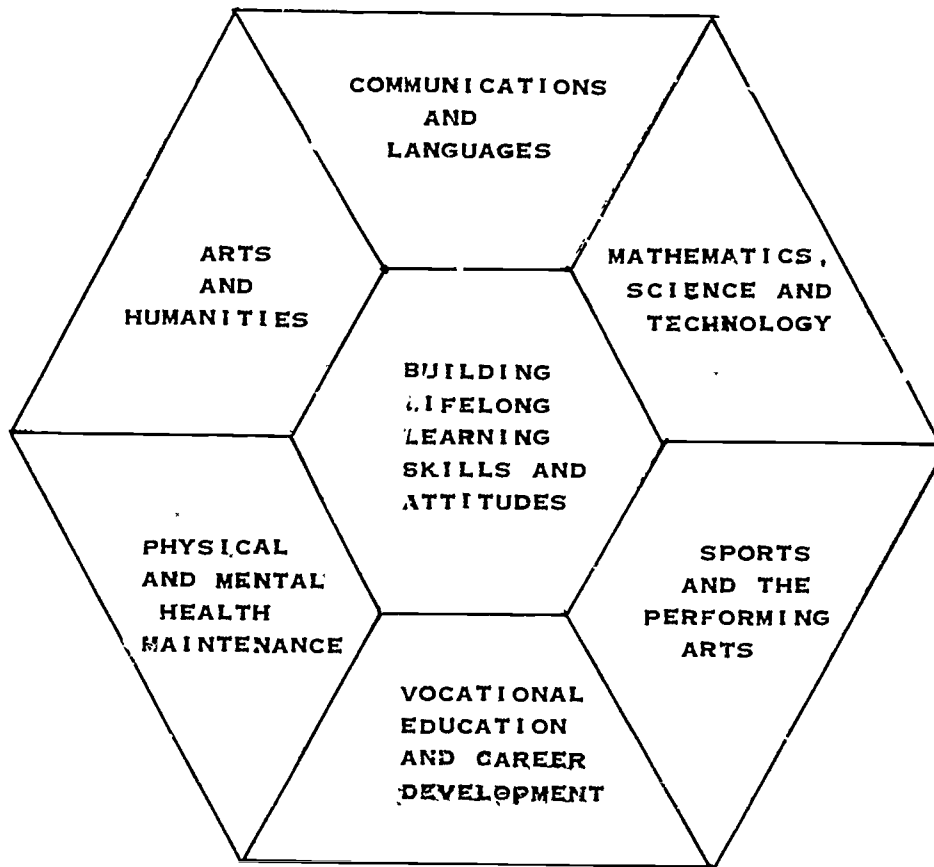 COMMUNICATIONS
AND
LANGUAGES
ARTS
AND
HUMANITIES
MATHEMATICS,
SCIENCE AND
TECHNOLOGY
BUILDING
LIFELONG
LEARNING
SKILLS AND
ATTITUDES
PHYSICAL
AND MENTAL
HEALTH
MAINTENANCE
SPORTS
AND THE
PERFORMING
ARTS
VOCATIONAL
EDUCATION
AND CAREER
DEVELOPMENT